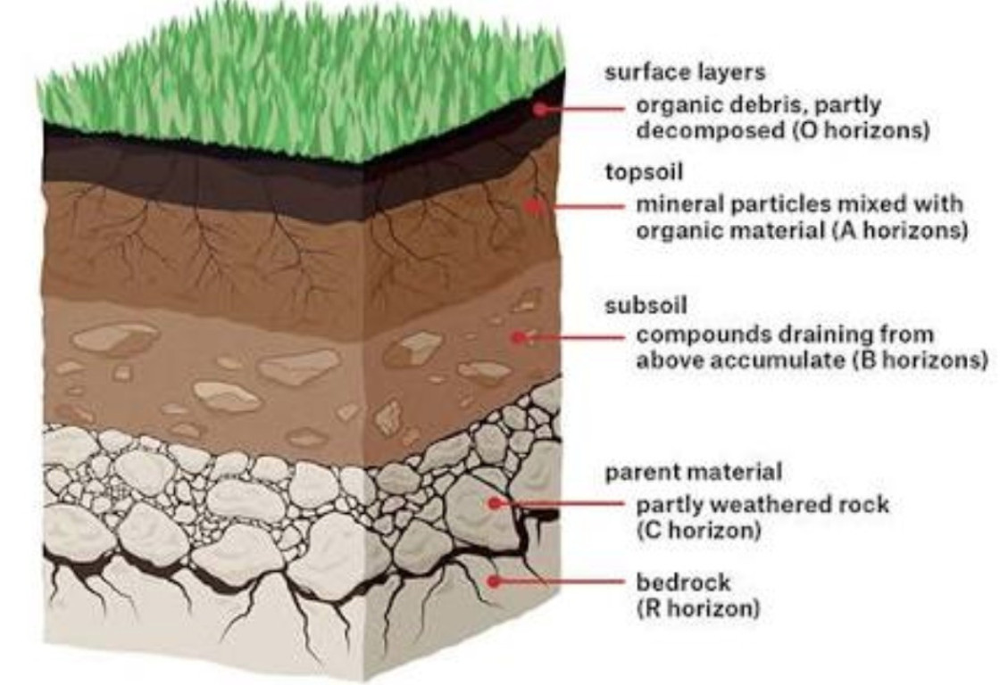 surface layers
organic debris, partly
decomposed (O horizons)
topsoil
mineral particles mixed with
organic material (A horizons)
subsoil
compounds draining from
above accumulate (B horizons)
parent material
partly weathered rock
(C horizon)
bedrock
(R horizon)